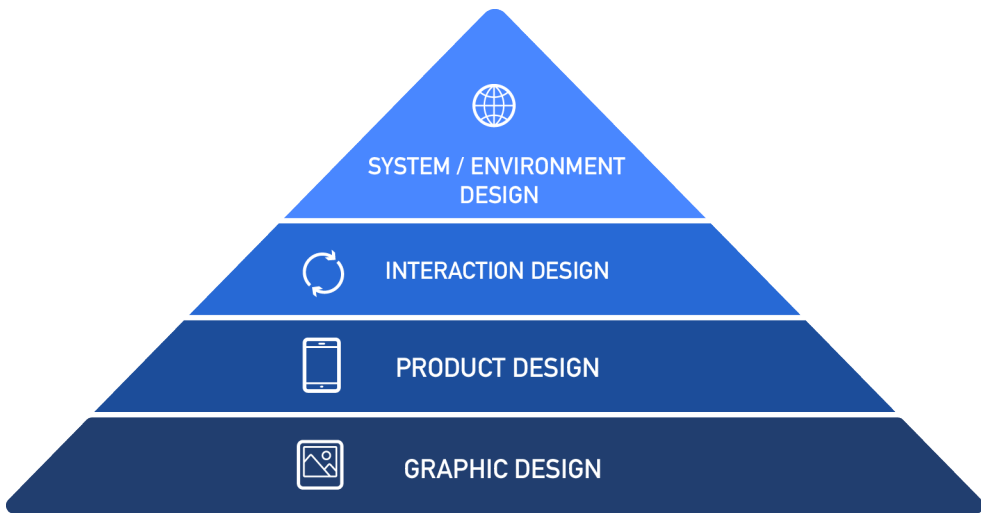 SYSTEM / ENVIRONMENT
DESIGN
INTERACTION DESIGN
PRODUCT DESIGN
GRAPHIC DESIGN